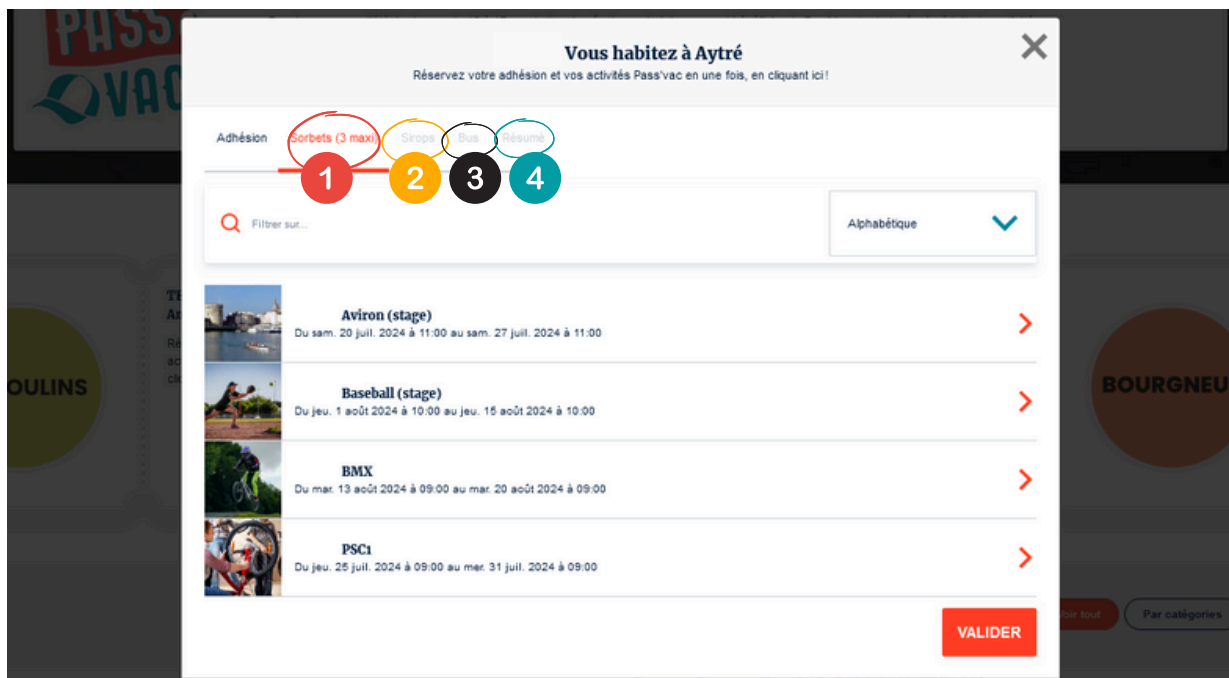 PASS
VAC
Vous habitez à Aytré
Réservez votre adhésion et vos activités Pass'vac en une fois, en cliquant ici !
Adhésion Sorbets (3 maxi) Sirops Bus Résumé
1 2 3 4
Filtrer sur...
Alphabétique
OULINS
BOURGNEU
Aviron (stage)
Du sam. 20 juil. 2024 à 11:00 au sam. 27 juil. 2024 à 11:00
Baseball (stage)
Du jeu. 1 août 2024 à 10:00 au jeu. 15 août 2024 à 10:00
BMX
Du mar. 13 août 2024 à 09:00 au mar. 20 août 2024 à 09:00
PSC1
Du jeu. 25 juil. 2024 à 09:00 au mer. 31 juil. 2024 à 09:00
VALIDER
oir tout
Par catégories